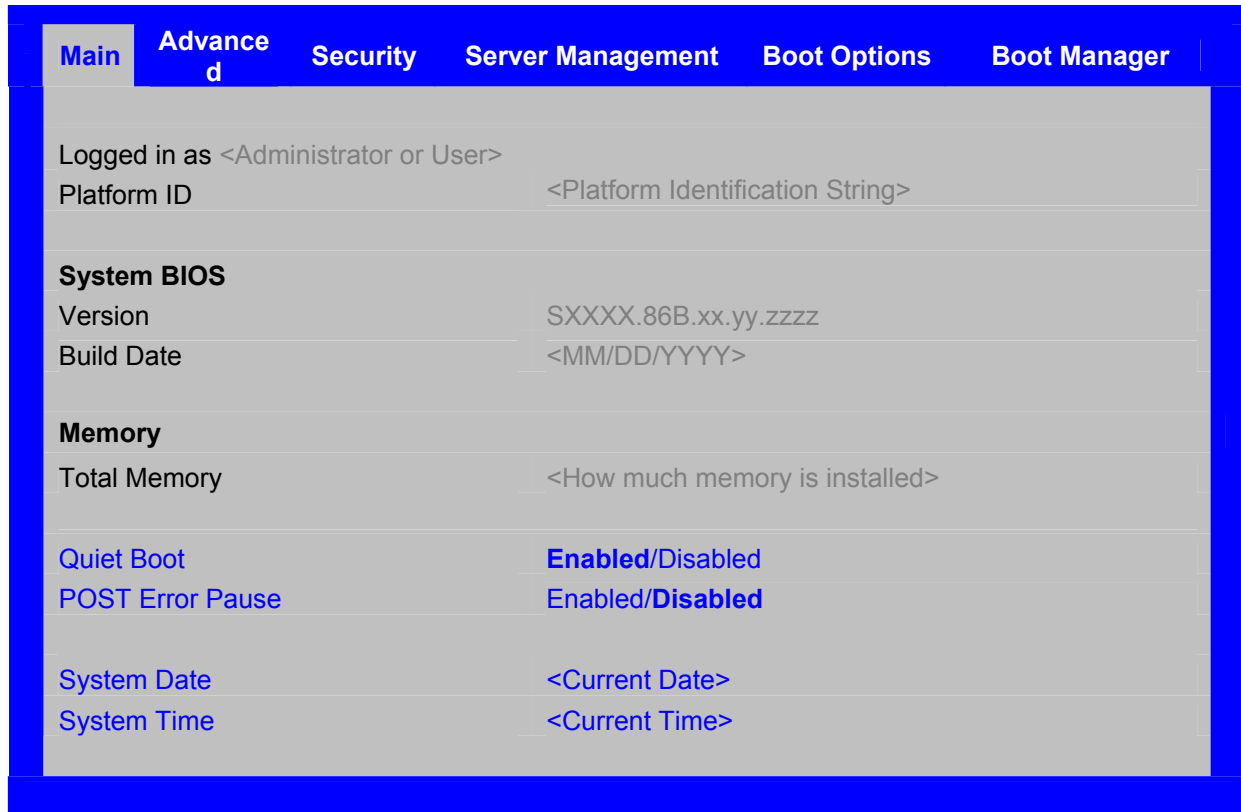 Main Advance
d Security Server Management Boot Options Boot Manager
Logged in as <Administrator or User>
Platform ID <Platform Identification String>
System BIOS
Version SXXXX.86B.xx.yy.zzzz
Build Date <MM/DD/YYYY>
Memory
Total Memory <How much memory is installed>
Quiet Boot Enabled/Disabled
POST Error Pause Enabled/Disabled
System Date <Current Date>
System Time <Current Time>